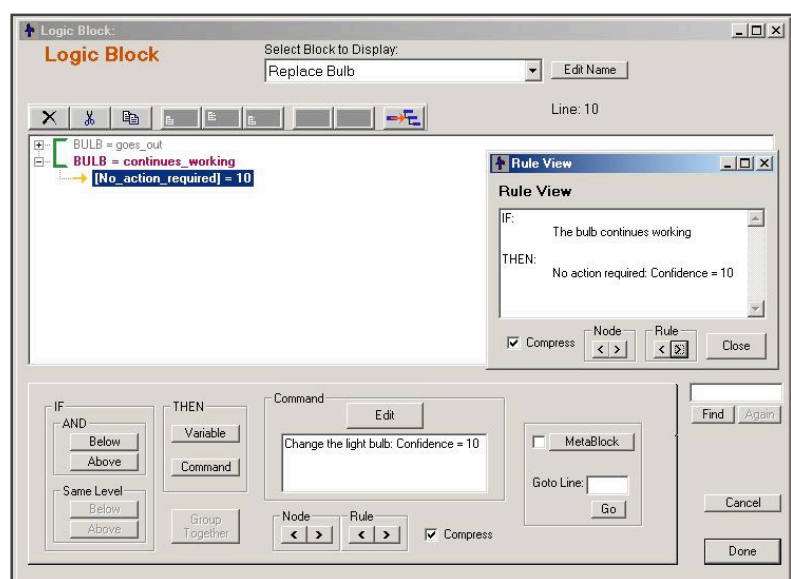 Logic Block:
Logic Block
Select Block to Display:
Replace Bulb
Edit Name
Line: 10
BULB = goes_out
BULB = continues_working
[No_action_required] = 10
Rule View
Rule View
IF:
The bulb continues working
THEN:
No action required: Confidence = 10
Compress
Node
< >
Rule
< >
Close
IF
AND
Below
Above
Same Level
Below
Above
THEN
Variable
Command
Group
Together
Command
Edit
Change the light bulb: Confidence = 10
Node
< >
Rule
< >
Compress
MetaBlock
Goto Line:
Go
Find
Again
Cancel
Done